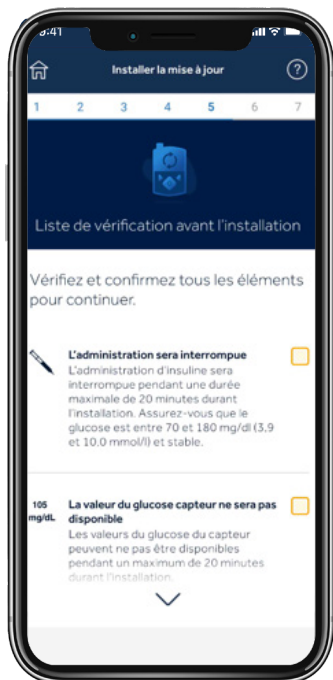 9:41
Installer la mise à jour
?
1 2 3 4 5 6 7
Liste de vérification avant l'installation
Vérifiez et confirmez tous les éléments
pour continuer.
L'administration sera interrompue
L'administration d'insuline sera
interrompue pendant une durée
maximale de 20 minutes durant
l'installation. Assurez-vous que le
glucose est entre 70 et 180 mg/dl (3,9
et 10,0 mmol/l) et stable.
105
mg/dL
La valeur du glucose capteur ne sera pas
disponible
Les valeurs du glucose du capteur
peuvent ne pas être disponibles
pendant un maximum de 20 minutes
durant l'installation.